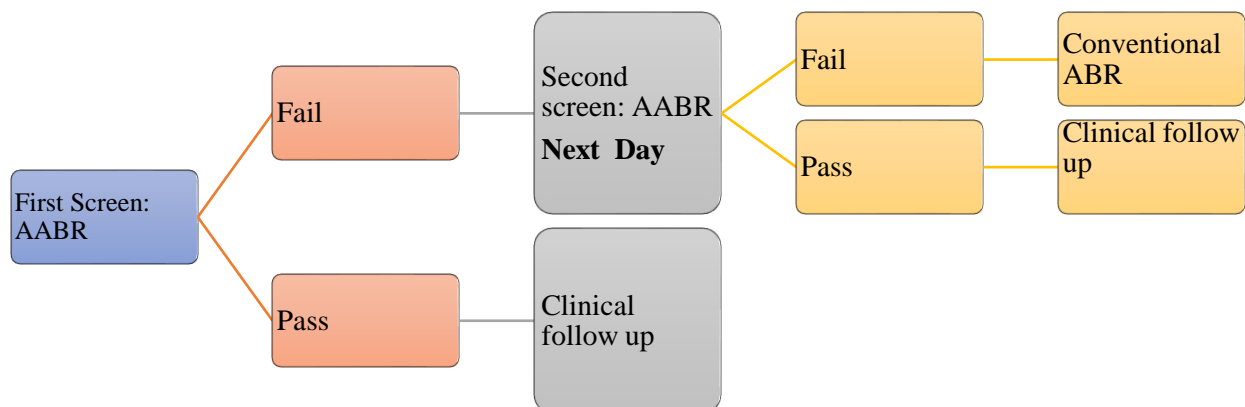 First Screen:
AABR
Fail
Pass
Second
screen: AABR
Next Day
Clinical
follow up
Fail
Pass
Conventional
ABR
Clinical follow
up